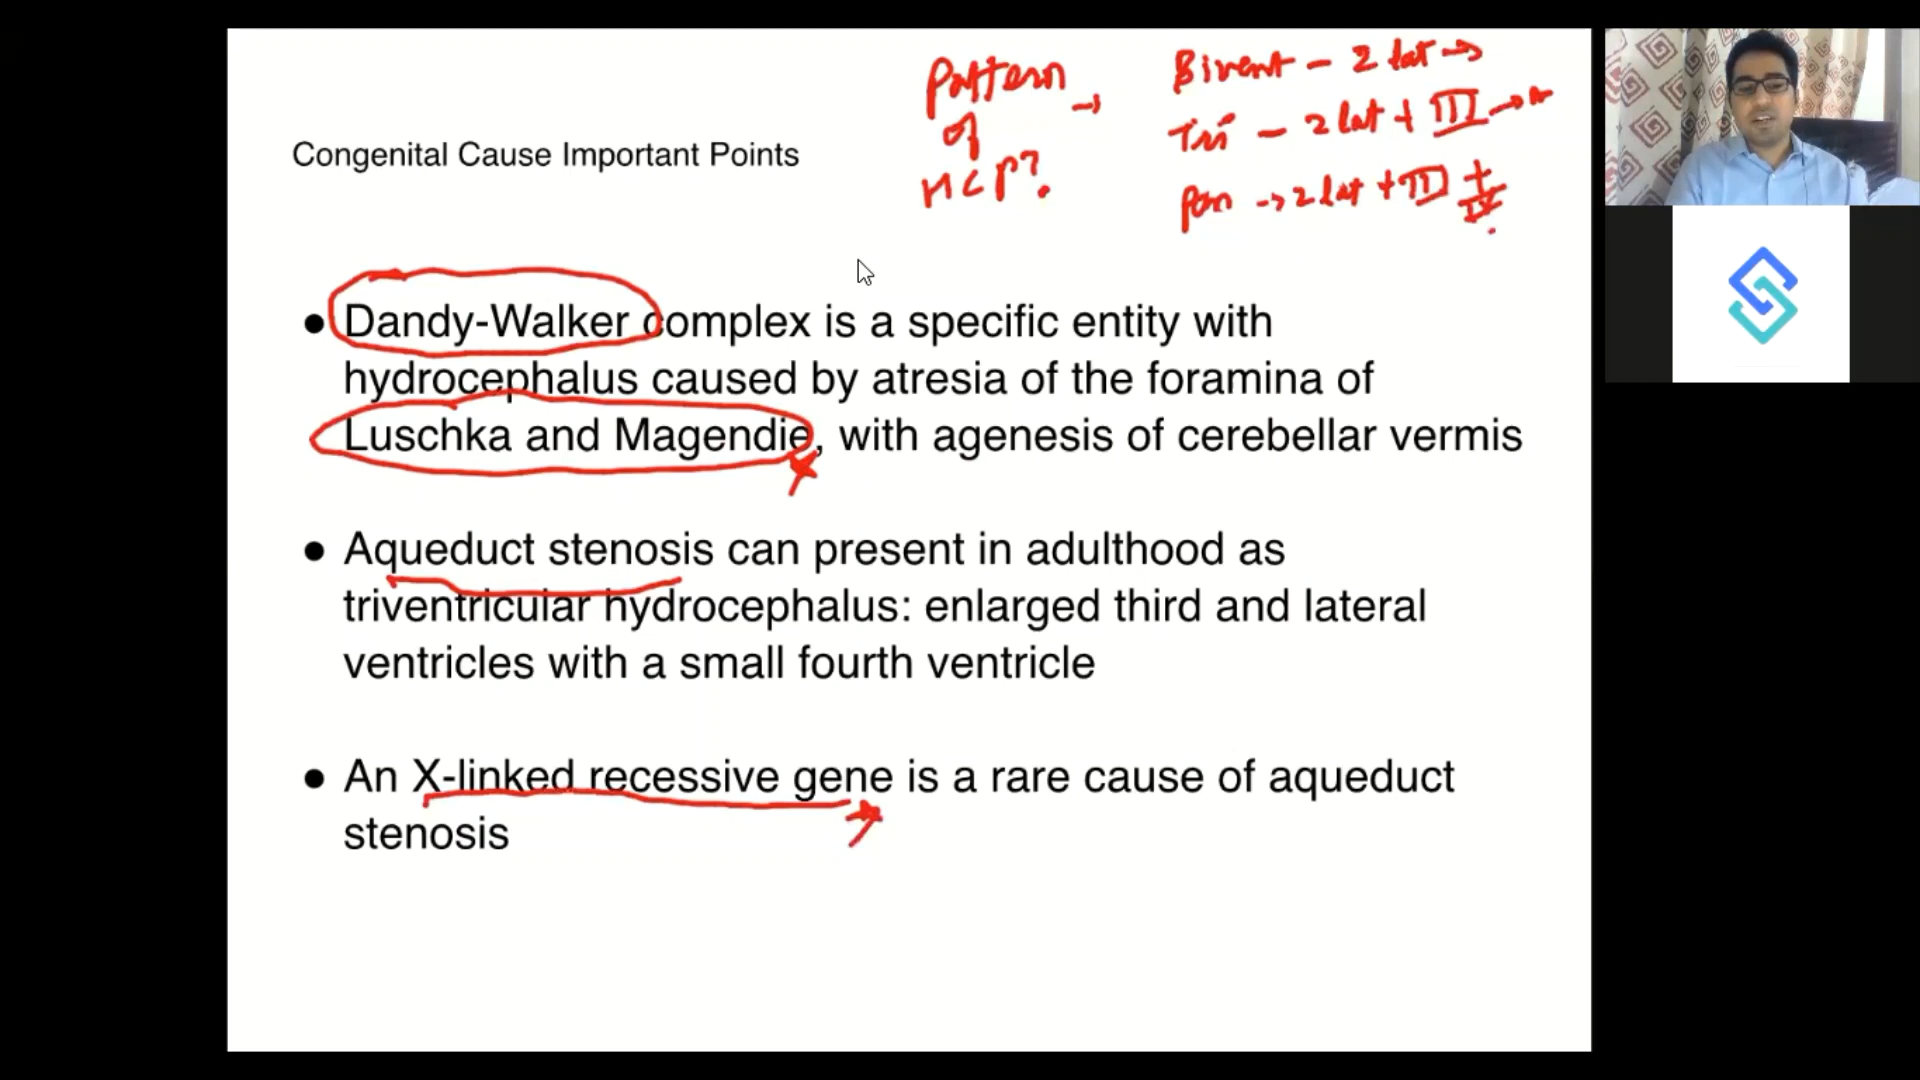 Pattern →
of
HCP?
Bivent - 2 lat →
Tri - 2 lat + III →
Pan → 2 lat + III + IV
Congenital Cause Important Points
● Dandy-Walker complex is a specific entity with
hydrocephalus caused by atresia of the foramina of
Luschka and Magendie, with agenesis of cerebellar vermis
● Aqueduct stenosis can present in adulthood as
triventricular hydrocephalus: enlarged third and lateral
ventricles with a small fourth ventricle
● An X-linked recessive gene is a rare cause of aqueduct
stenosis